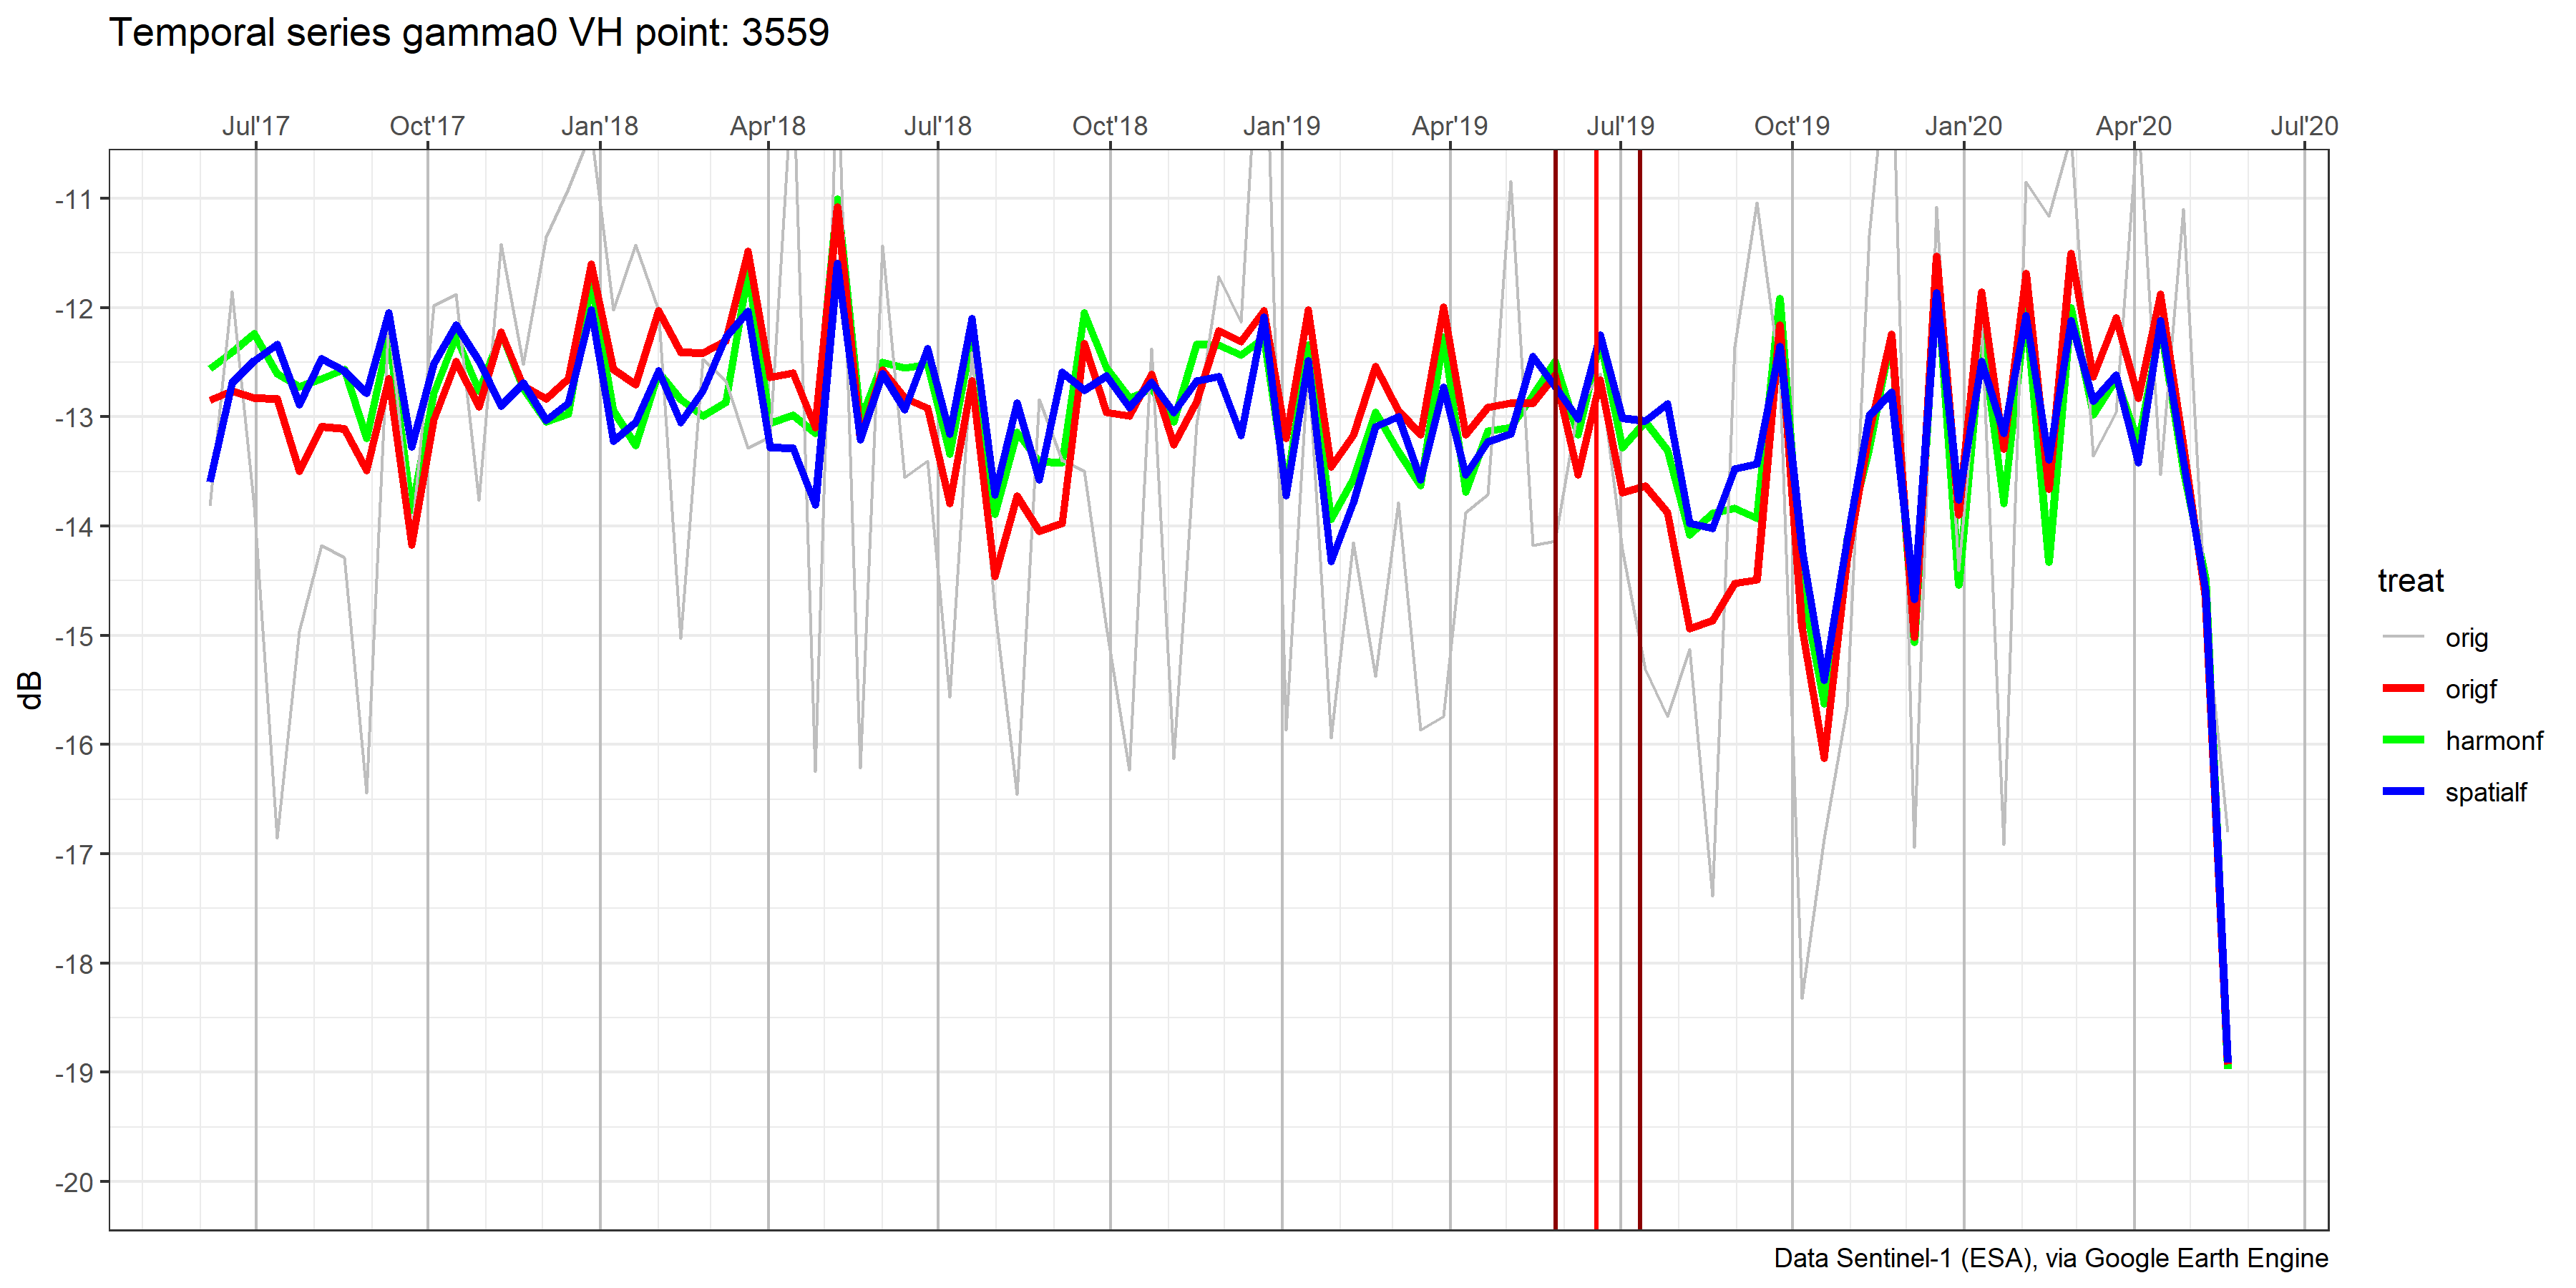 Temporal series gamma0 VH point: 3559
Jul'17 Oct'17 Jan'18 Apr'18 Jul'18 Oct'18 Jan'19 Apr'19 Jul'19 Oct'19 Jan'20 Apr'20 Jul'20
-11
-12
-13
-14
-15
-16
-17
-18
-19
-20
dB
treat
orig
origf
harmonf
spatialf
Data Sentinel-1 (ESA), via Google Earth Engine